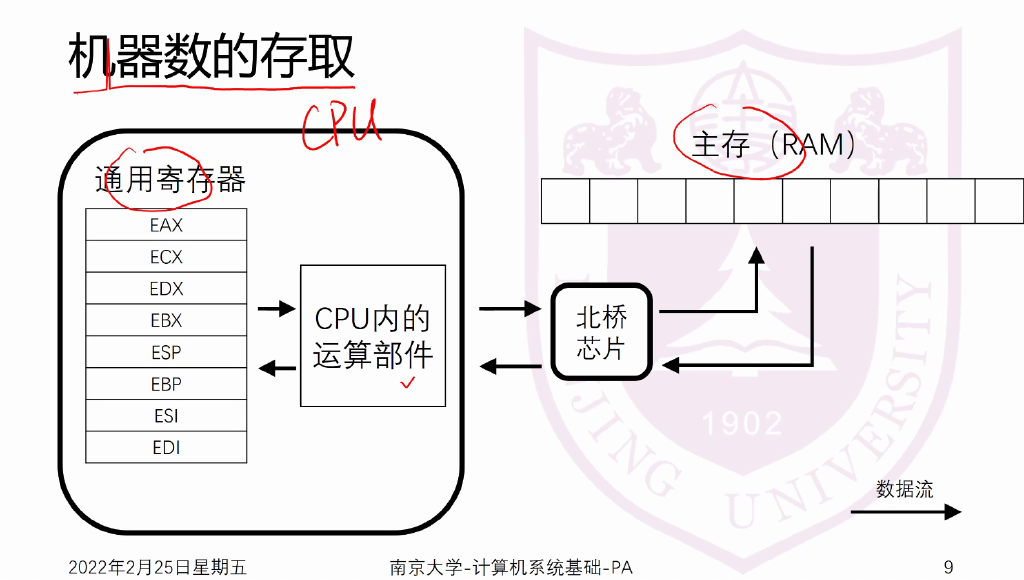 机器数的存取
CPU
通用寄存器
EAX
ECX
EDX
EBX
ESP
EBP
ESI
EDI
CPU内的
运算部件
北桥
芯片
主存（RAM）
1902
JING UNIVERSITY
数据流
2022年2月25日星期五
南京大学-计算机系统基础-PA
9